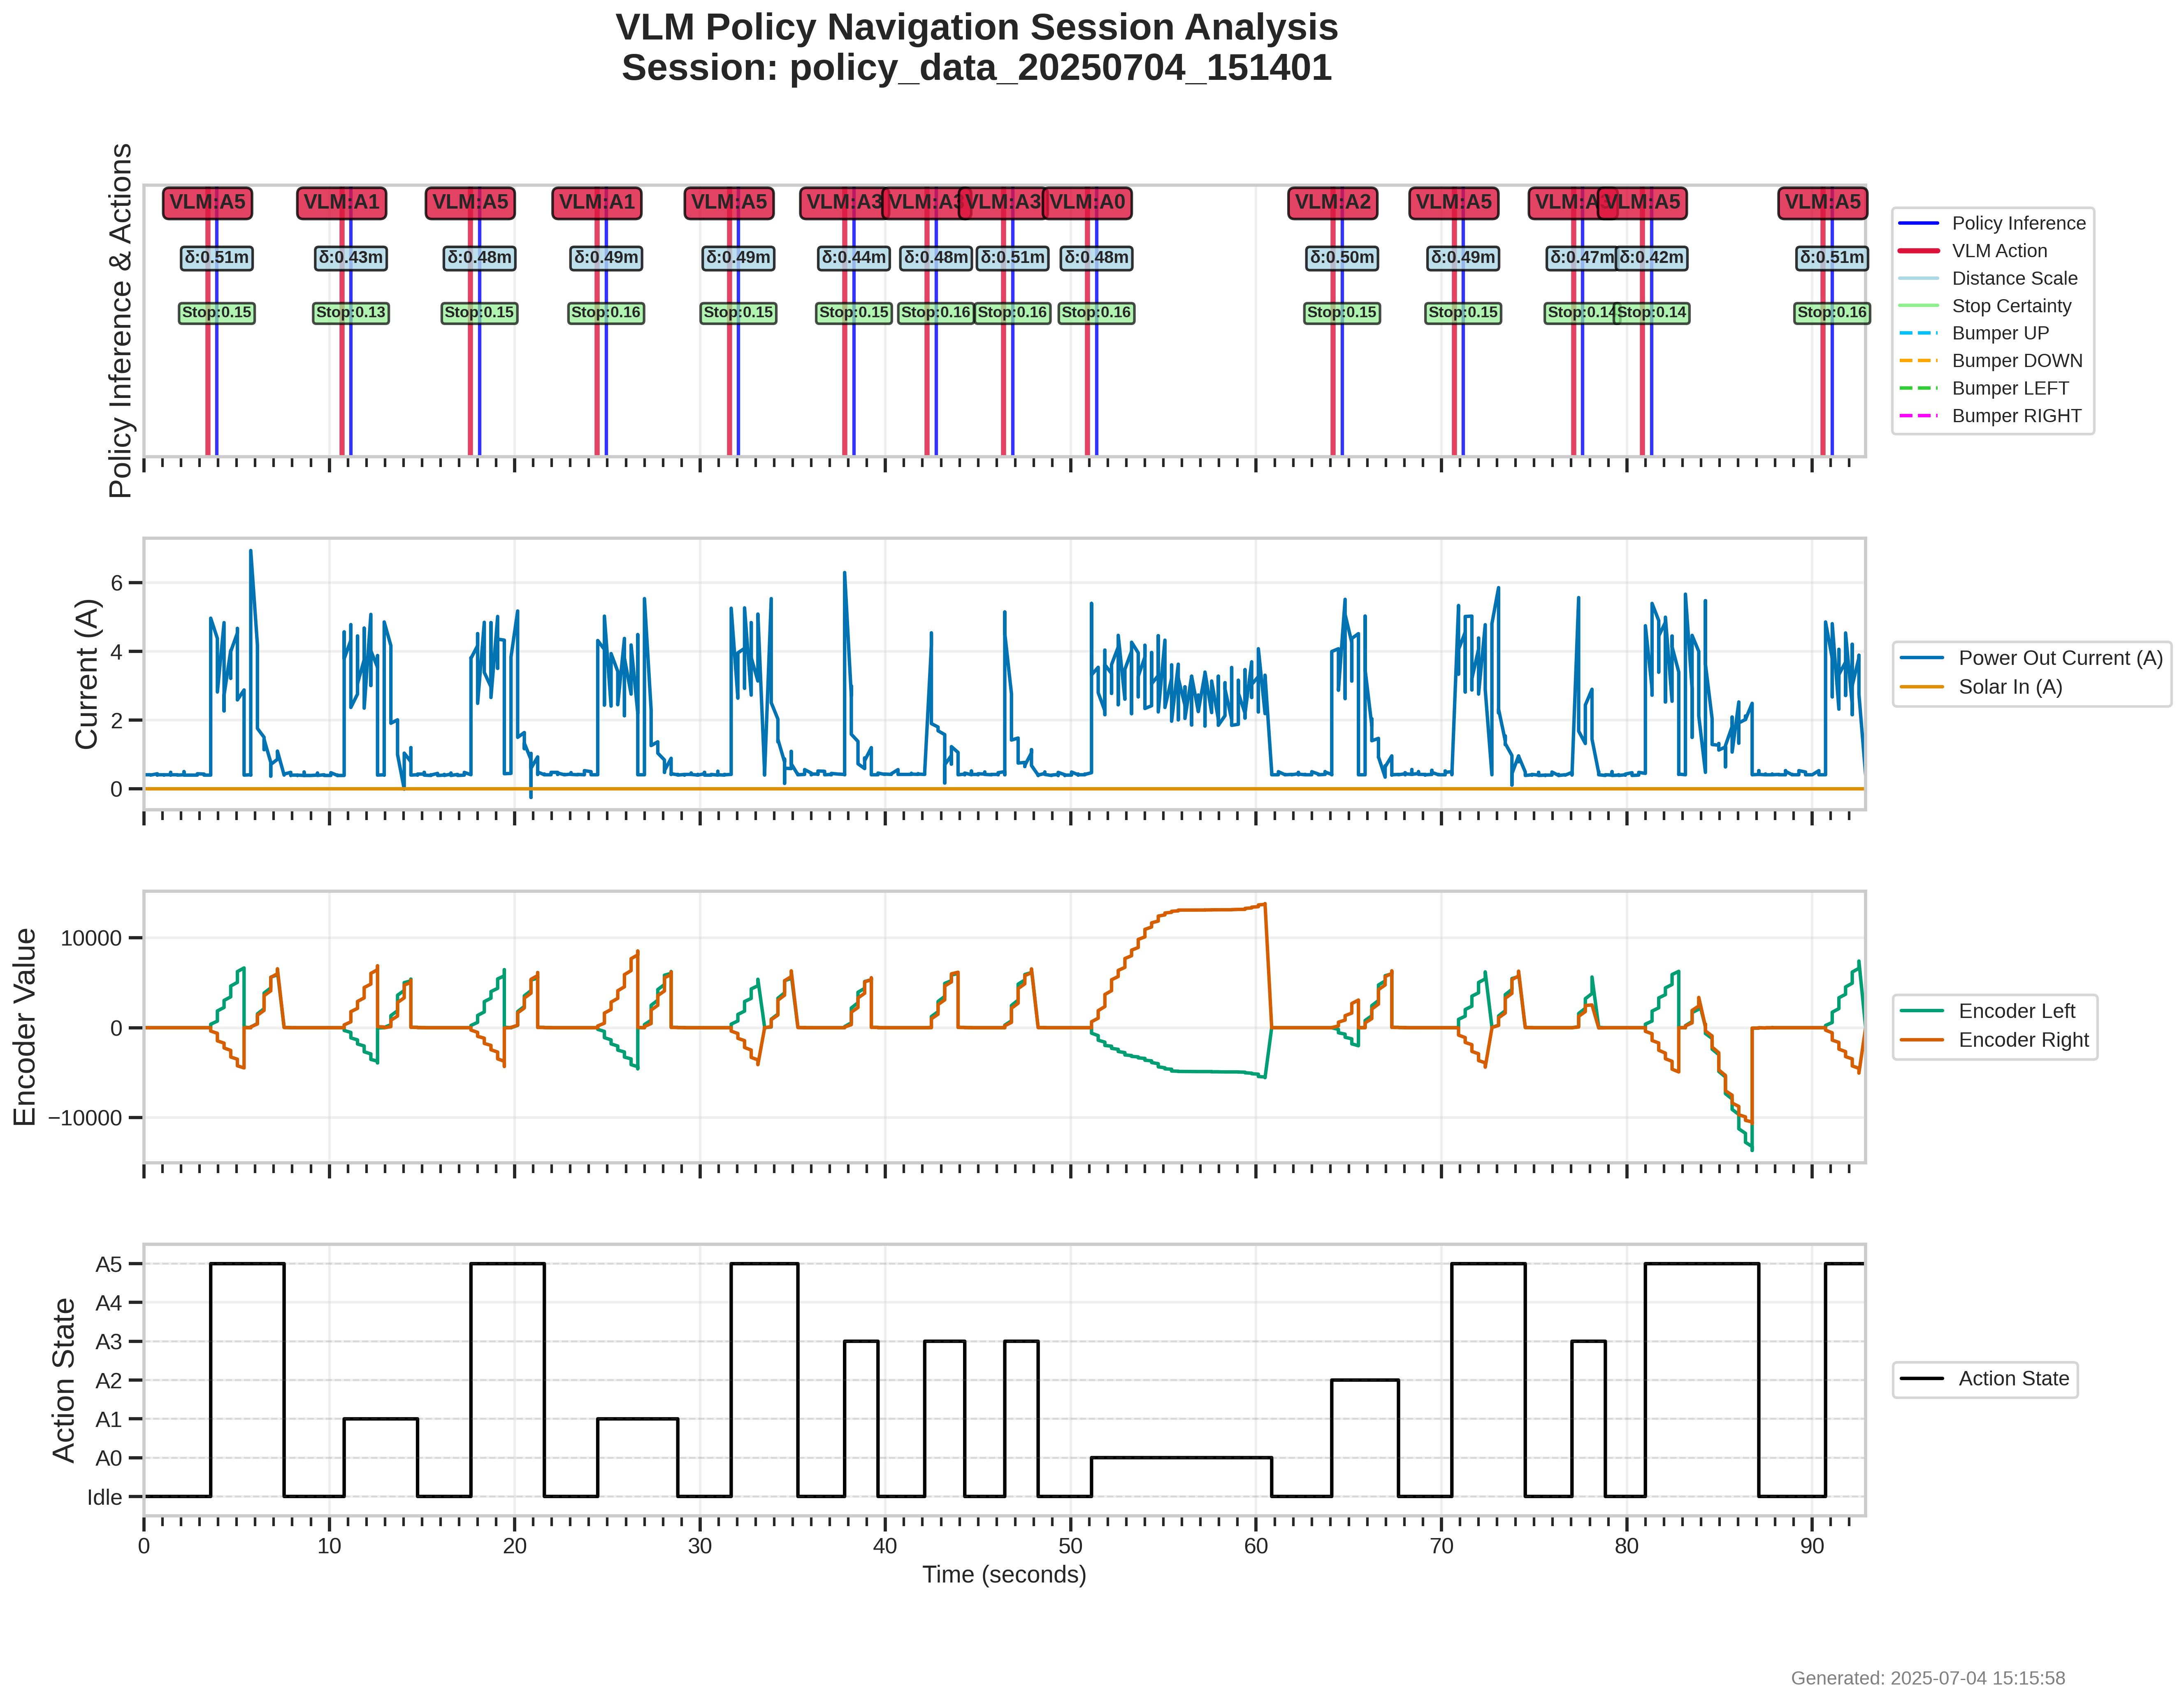 VLM Policy Navigation Session Analysis
Session: policy_data_20250704_151401
Policy Inference & Actions
VLM:A5
VLM:A1
VLM:A5
VLM:A1
VLM:A5
VLM:A3
VLM:A3
VLM:A3
VLM:A0
VLM:A2
VLM:A5
VLM:A
VLM:A5
VLM:A5
δ:0.51m
δ:0.43m
δ:0.48m
δ:0.49m
δ:0.49m
δ:0.44m
δ:0.48m
δ:0.51m
δ:0.48m
δ:0.50m
δ:0.49m
δ:0.47m
δ:0.42m
δ:0.51m
Stop:0.15
Stop:0.13
Stop:0.15
Stop:0.16
Stop:0.15
Stop:0.15
Stop:0.16
Stop:0.16
Stop:0.16
Stop:0.15
Stop:0.15
Stop:0.14
Stop:0.14
Stop:0.16
Policy Inference
VLM Action
Distance Scale
Stop Certainty
Bumper UP
Bumper DOWN
Bumper LEFT
Bumper RIGHT
Current (A)
6
4
2
0
Power Out Current (A)
Solar In (A)
Encoder Value
10000
0
−10000
Encoder Left
Encoder Right
Action State
A5
A4
A3
A2
A1
A0
Idle
Action State
0 10 20 30 40 50 60 70 80 90
Time (seconds)
Generated: 2025-07-04 15:15:58